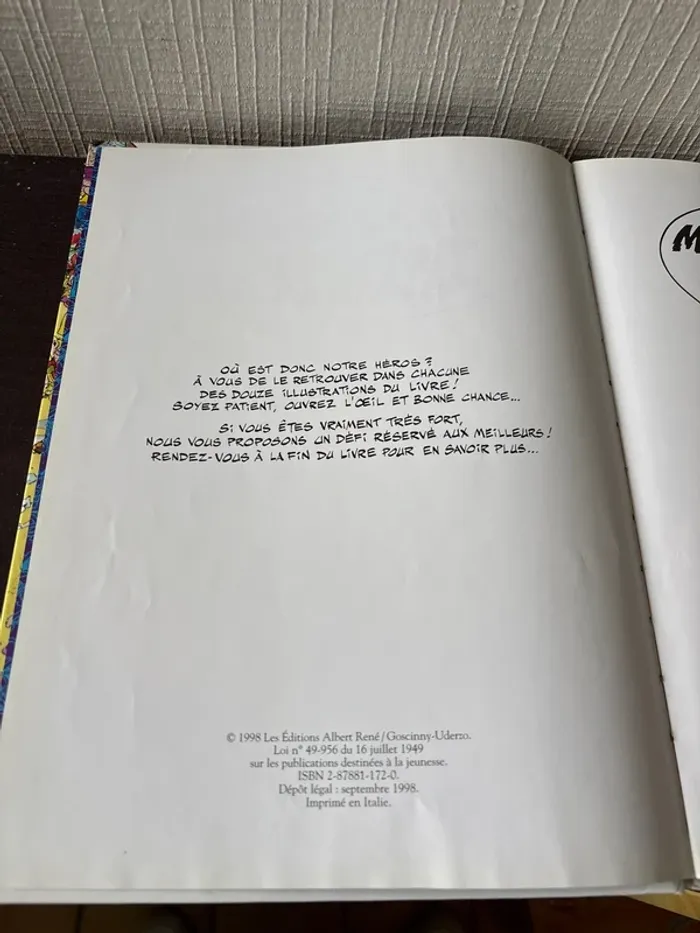 OÙ EST DONC NOTRE HÉROS ?
À VOUS DE LE RETROUVER DANS CHACUNE
DES DOUZE ILLUSTRATIONS DU LIVRE !
SOYEZ PATIENT, OUVREZ L'ŒIL ET BONNE CHANCE...
SI VOUS ÊTES VRAIMENT TRÈS FORT,
NOUS VOUS PROPOSONS UN DÉFI RÉSERVÉ AUX MEILLEURS !
RENDEZ-VOUS À LA FIN DU LIVRE POUR EN SAVOIR PLUS...
© 1998 Les Éditions Albert René / Goscinny-Uderzo.
Loi n° 49-956 du 16 juillet 1949
sur les publications destinées à la jeunesse.
ISBN 2-87881-172-0.
Dépôt légal : septembre 1998.
Imprimé en Italie.